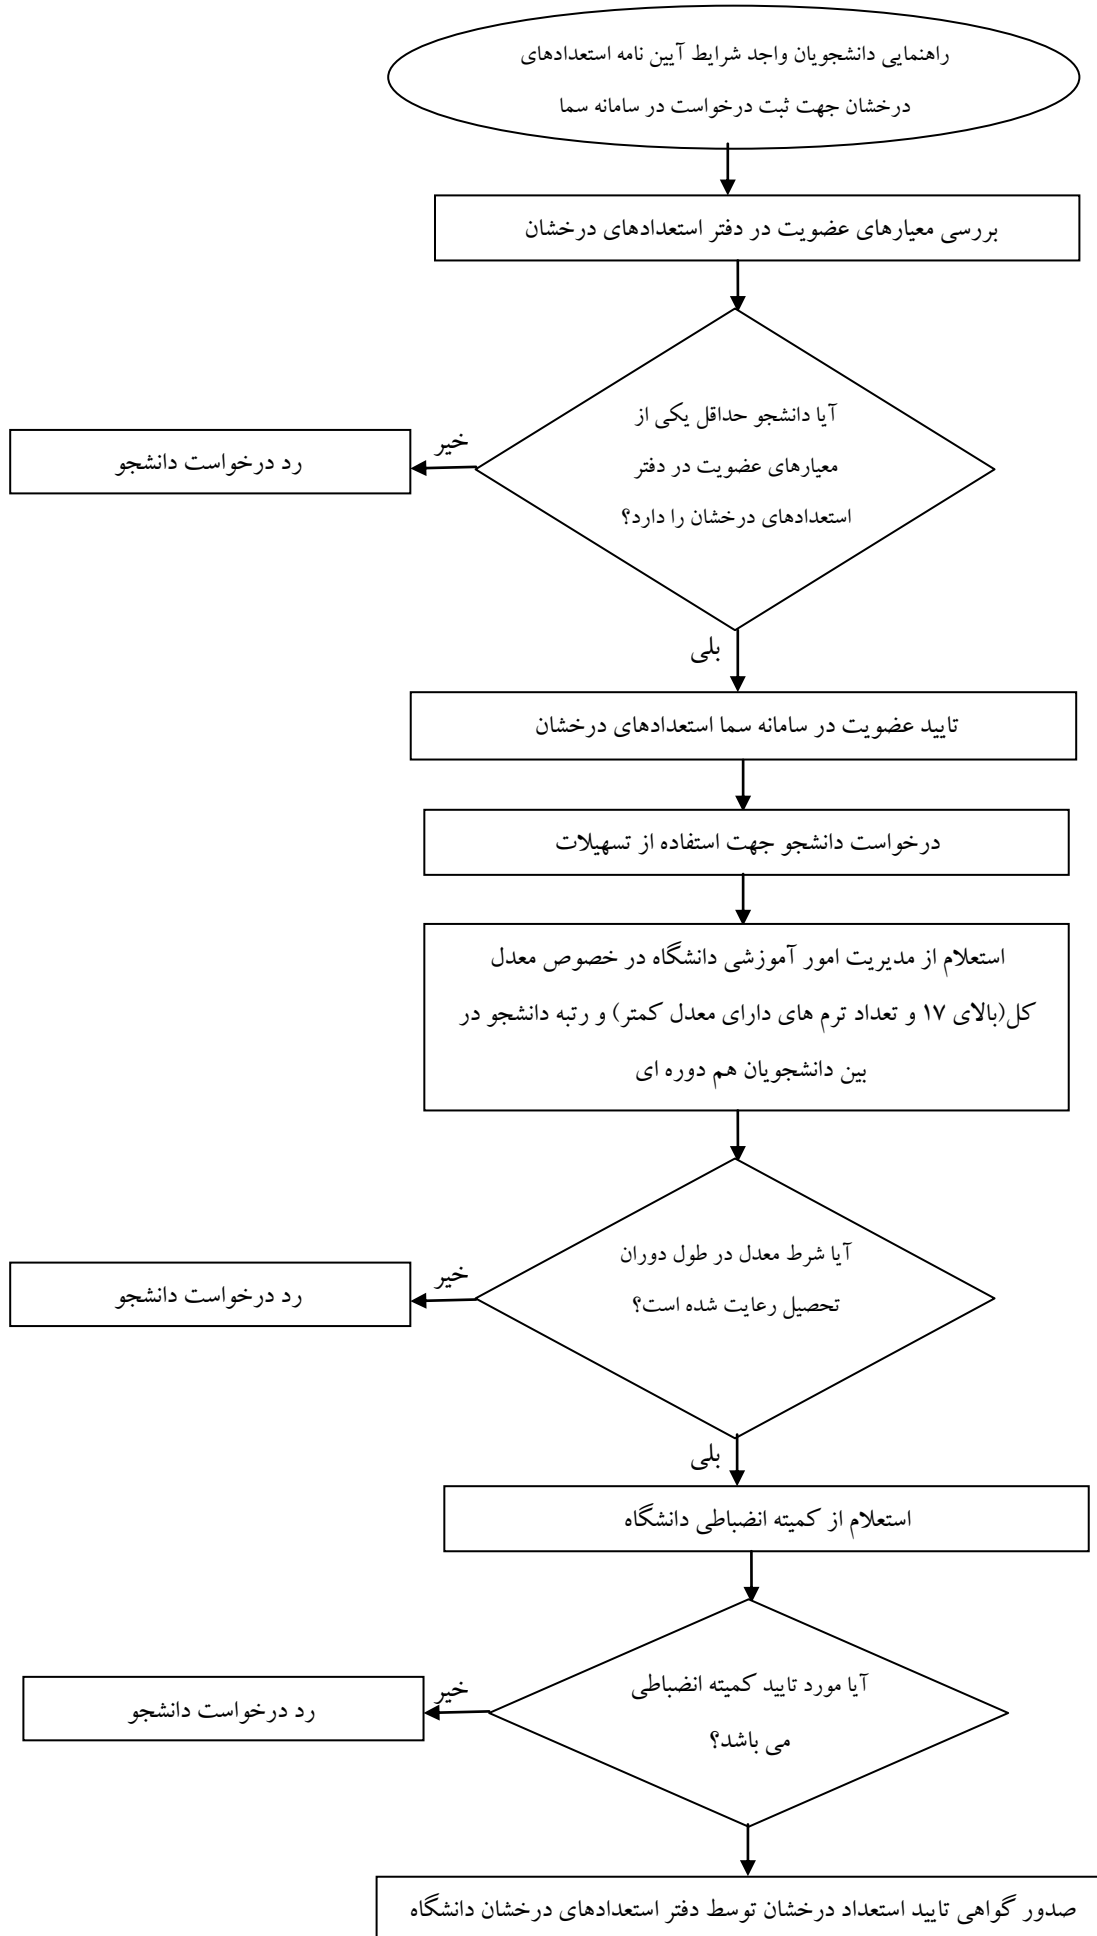 راهنمایی دانشجویان واجد شرایط آیین نامه استعدادهای
درخشان جهت ثبت درخواست در سامانه سما
بررسی معیارهای عضویت در دفتر استعدادهای درخشان
آیا دانشجو حداقل یکی از
معیارهای عضویت در دفتر
استعدادهای درخشان را دارد؟
خیر
رد درخواست دانشجو
بلی
تایید عضویت در سامانه سما استعدادهای درخشان
درخواست دانشجو جهت استفاده از تسهیلات
استعلام از مدیریت امور آموزشی دانشگاه در خصوص معدل
کل(بالای ۱۷ و تعداد ترم های دارای معدل کمتر) و رتبه دانشجو در
بین دانشجویان هم دوره ای
آیا شرط معدل در طول دوران
تحصیل رعایت شده است؟
خیر
رد درخواست دانشجو
بلی
استعلام از کمیته انضباطی دانشگاه
آیا مورد تایید کمیته انضباطی
می باشد؟
خیر
رد درخواست دانشجو
صدور گواهی تایید استعداد درخشان توسط دفتر استعدادهای درخشان دانشگاه